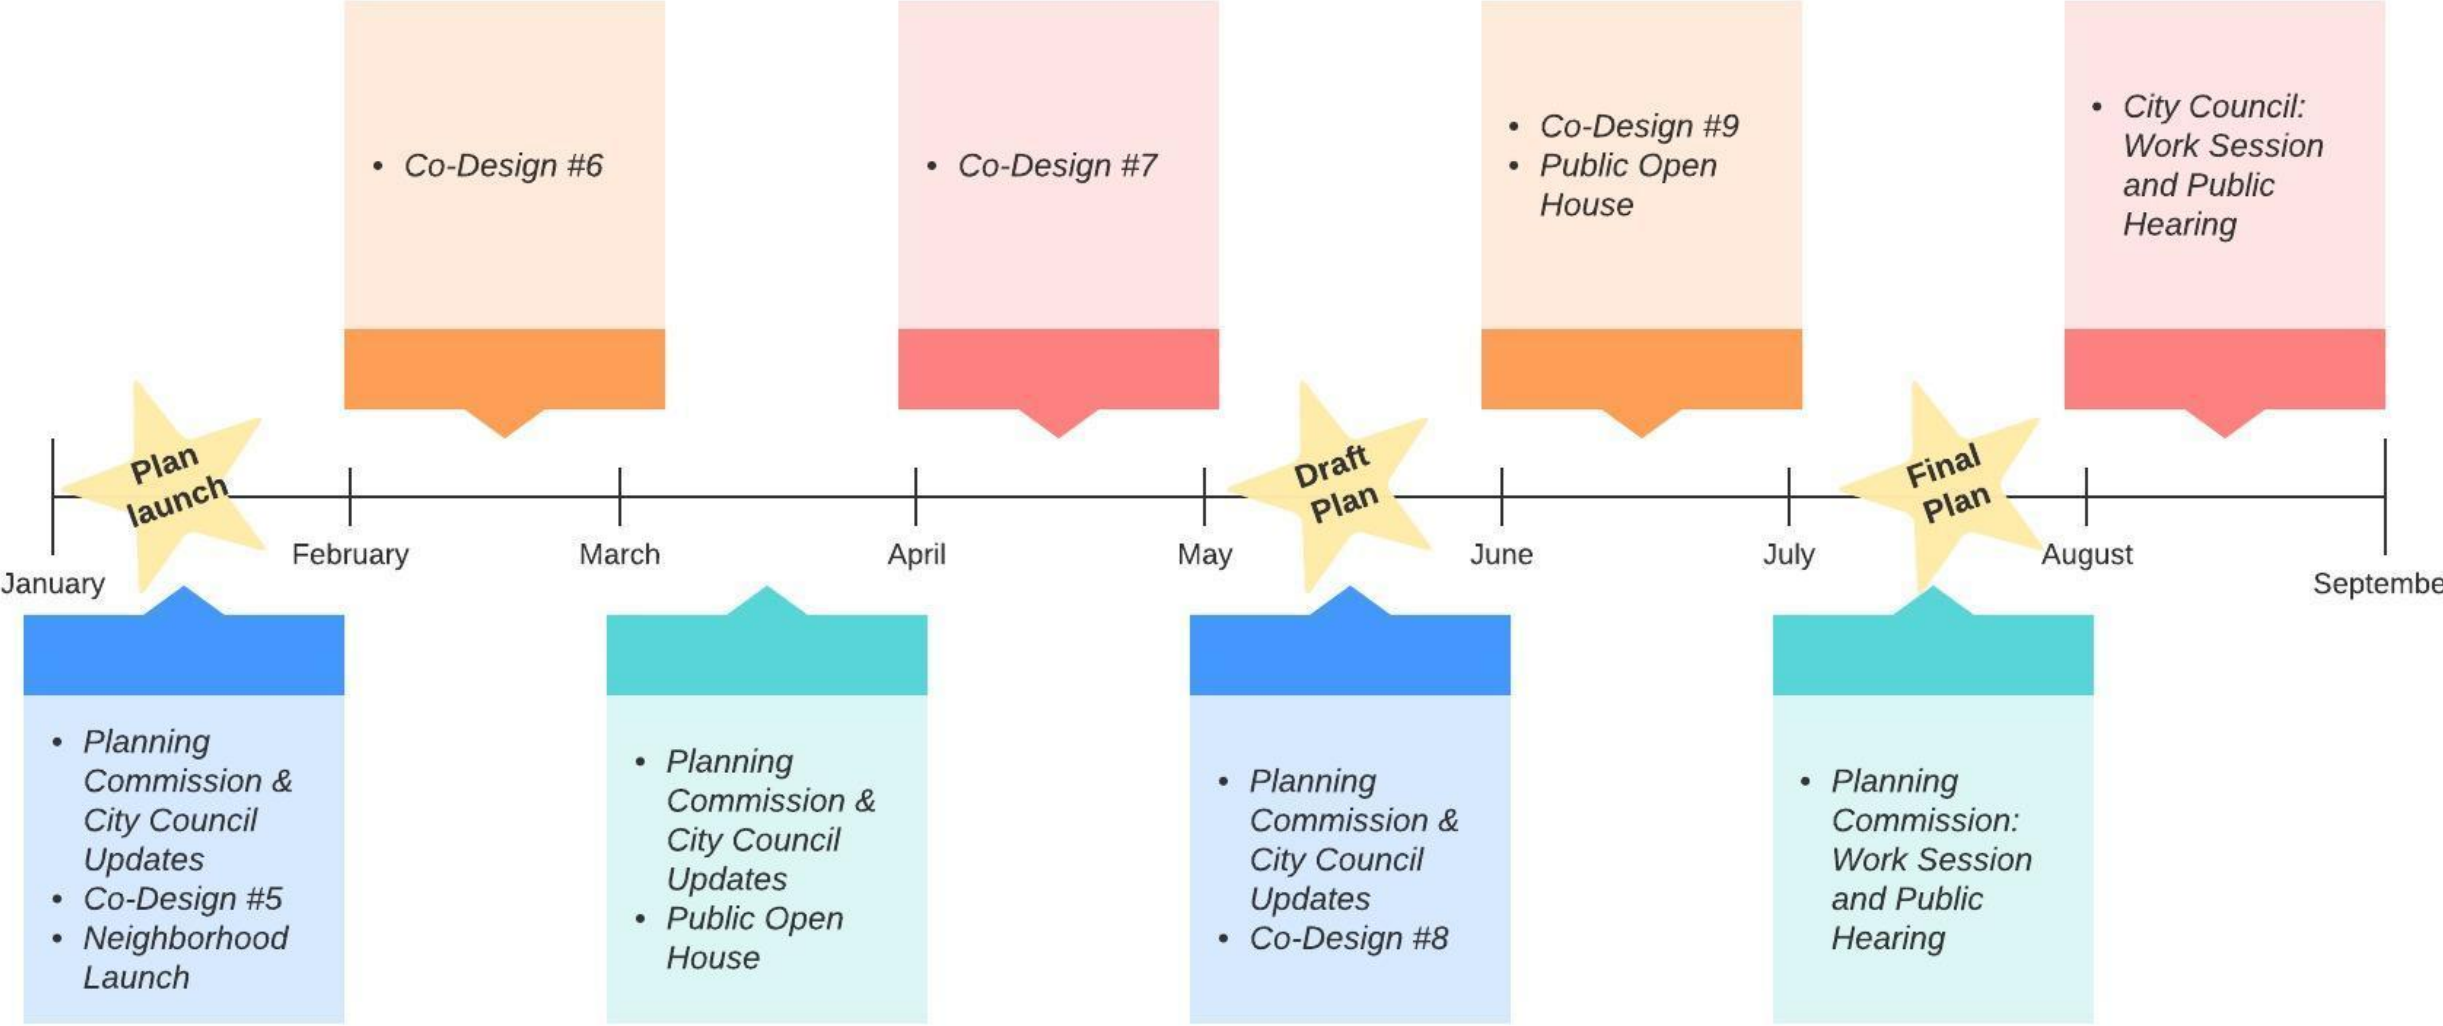 • Co-Design #6
• Co-Design #7
• Co-Design #9
• Public Open
House
• City Council:
Work Session
and Public
Hearing
Plan
launch
Draft
Plan
Final
Plan
January
February
March
April
May
June
July
August
Septembe
• Planning
Commission &
City Council
Updates
• Co-Design #5
• Neighborhood
Launch
• Planning
Commission &
City Council
Updates
• Public Open
House
• Planning
Commission &
City Council
Updates
• Co-Design #8
• Planning
Commission:
Work Session
and Public
Hearing